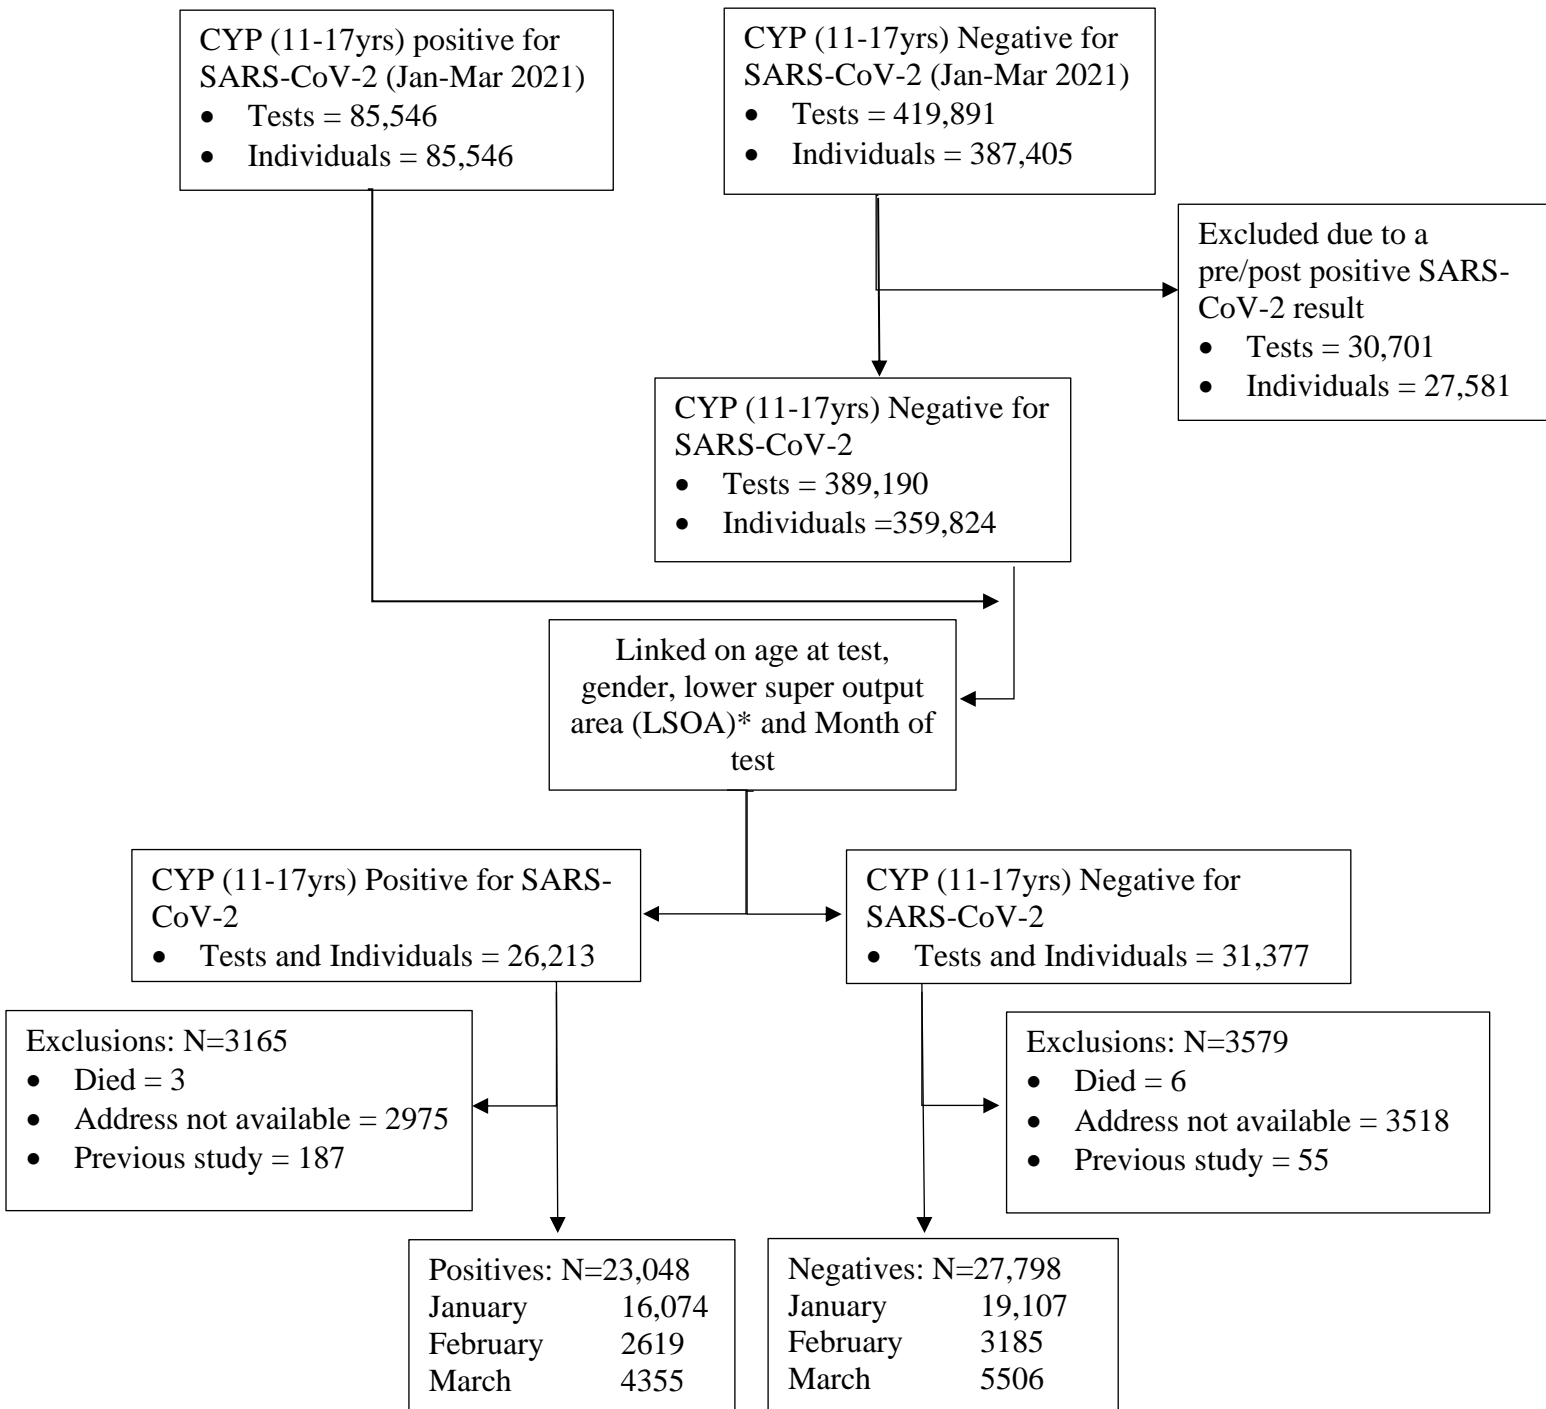 CYP (11-17yrs) positive for
SARS-CoV-2 (Jan-Mar 2021)
• Tests = 85,546
• Individuals = 85,546
CYP (11-17yrs) Negative for
SARS-CoV-2 (Jan-Mar 2021)
• Tests = 419,891
• Individuals = 387,405
Excluded due to a
pre/post positive SARS-
CoV-2 result
• Tests = 30,701
• Individuals = 27,581
CYP (11-17yrs) Negative for
SARS-CoV-2
• Tests = 389,190
• Individuals =359,824
Linked on age at test,
gender, lower super output
area (LSOA)* and Month of
test
CYP (11-17yrs) Positive for SARS-
CoV-2
• Tests and Individuals = 26,213
CYP (11-17yrs) Negative for
SARS-CoV-2
• Tests and Individuals = 31,377
Exclusions: N=3165
• Died = 3
• Address not available = 2975
• Previous study = 187
Exclusions: N=3579
• Died = 6
• Address not available = 3518
• Previous study = 55
Positives: N=23,048
January 16,074
February 2619
March 4355
Negatives: N=27,798
January 19,107
February 3185
March 5506